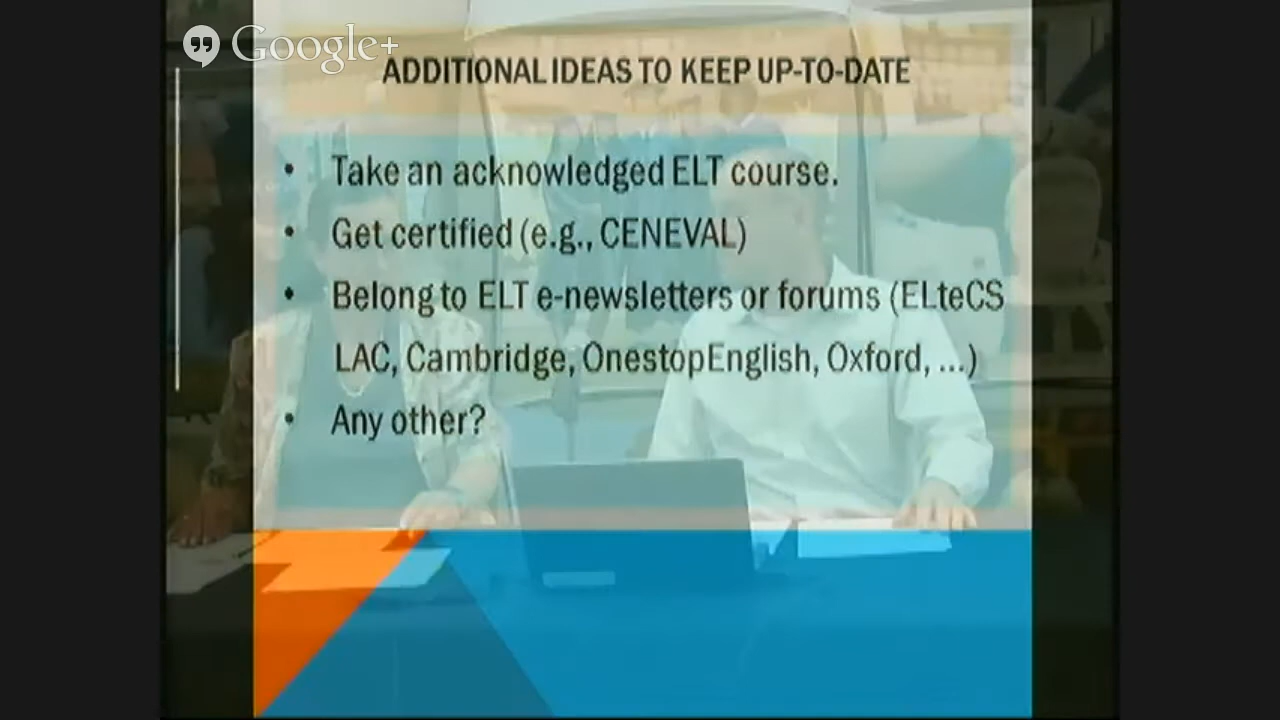 Google+
ADDITIONAL IDEAS TO KEEP UP-TO-DATE
• Take an acknowledged ELT course.
• Get certified (e.g., CENEVAL)
• Belong to ELT e-newsletters or forums (ELteCS
LAC, Cambridge, OnestopEnglish, Oxford, ...)
• Any other?